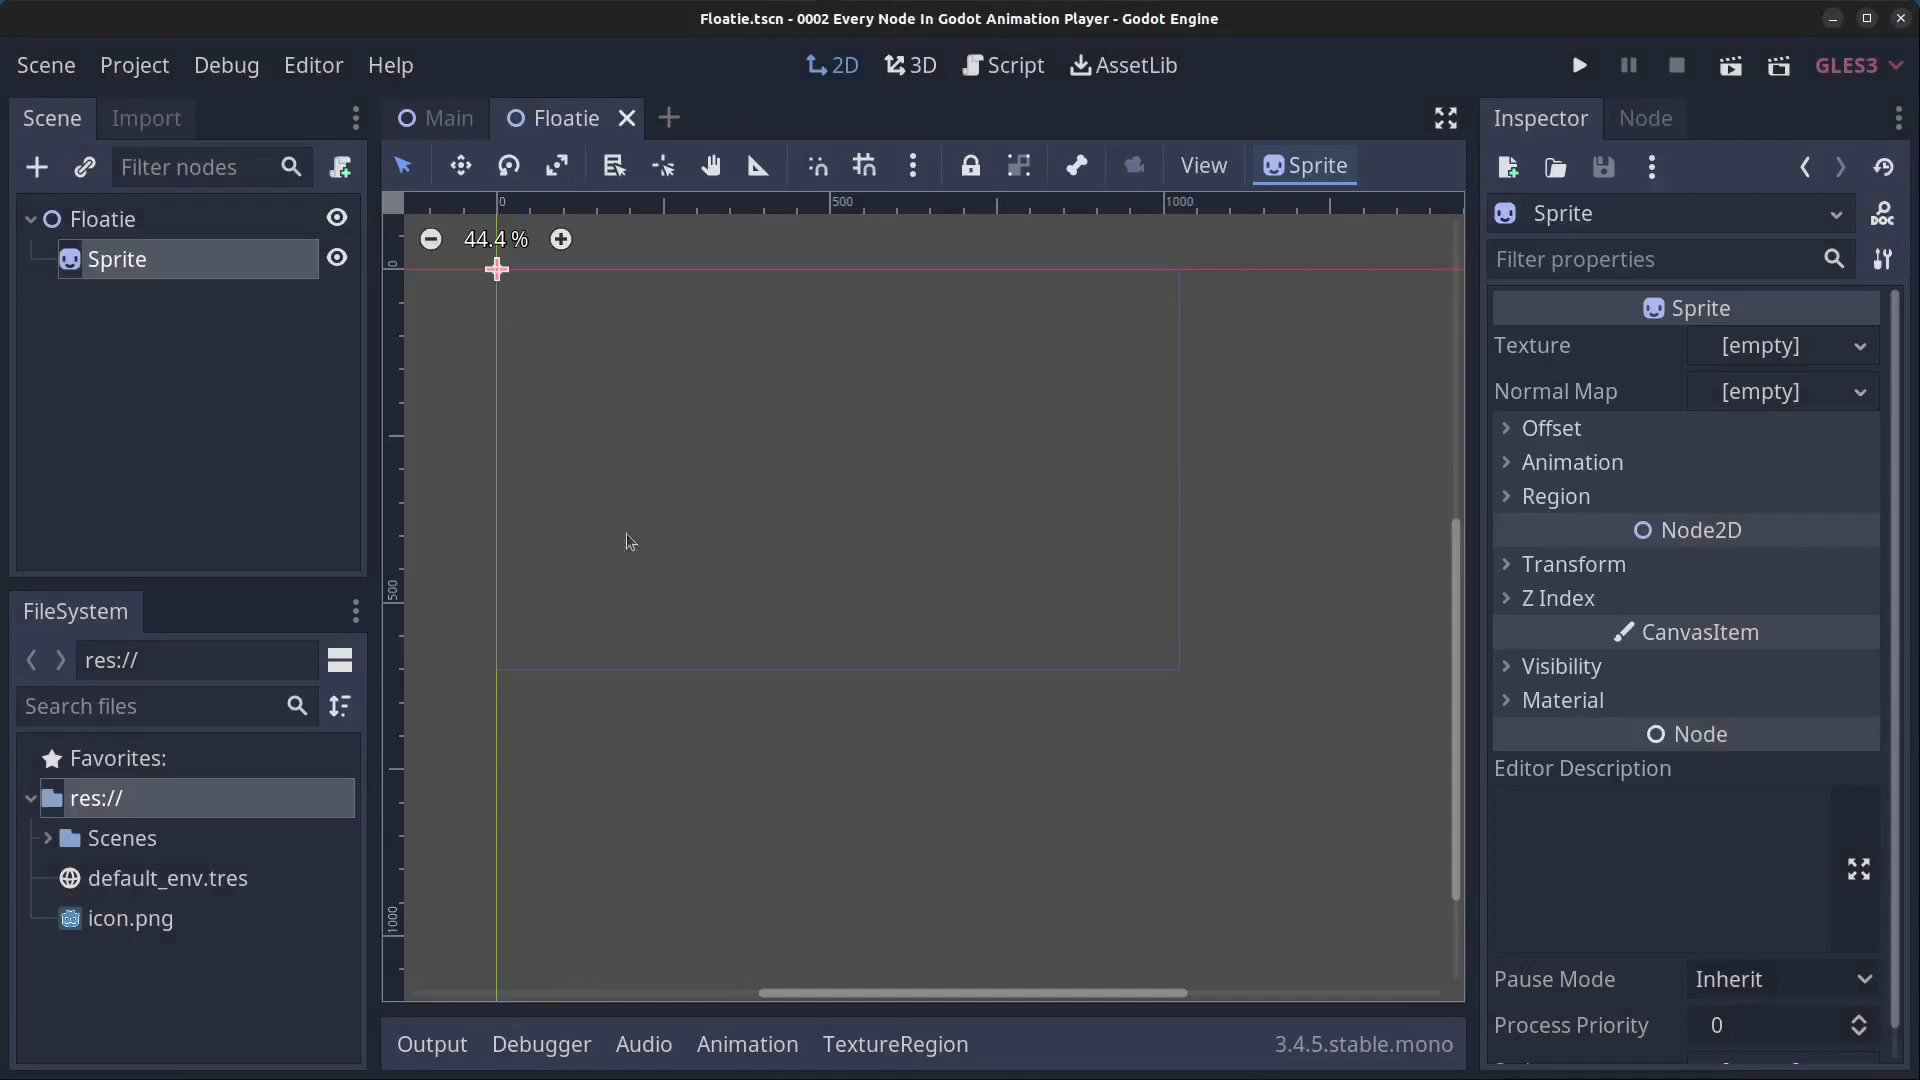 Floatie.tscn - 0002 Every Node In Godot Animation Player - Godot Engine
Scene Project Debug Editor Help
2D 3D Script AssetLib
GLES3
Scene Import
Filter nodes
Floatie
Sprite
Main Floatie
View Sprite
0 500 1000
44.4 %
0
500
1000
FileSystem
res://
Search files
Favorites:
res://
Scenes
default_env.tres
icon.png
Output Debugger Audio Animation TextureRegion 3.4.5.stable.mono
Inspector Node
Sprite
DOC
Filter properties
Sprite
Texture [empty]
Normal Map [empty]
Offset
Animation
Region
Node2D
Transform
Z Index
CanvasItem
Visibility
Material
Node
Editor Description
Pause Mode Inherit
Process Priority 0